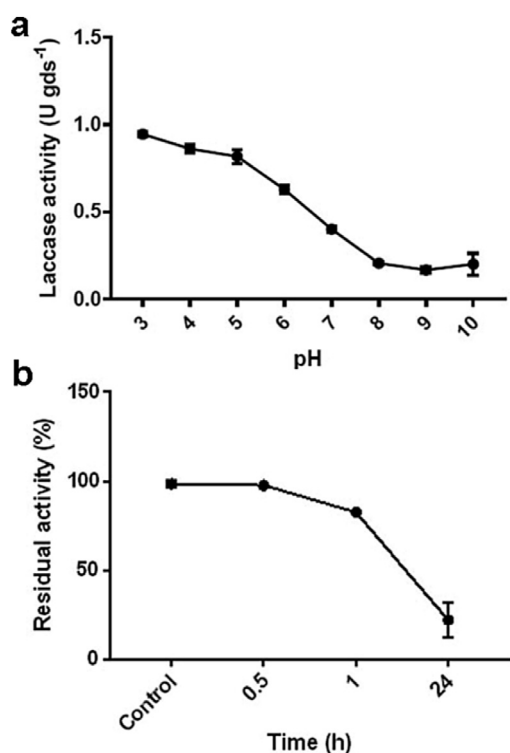 a
Laccase activity (U gds-1)
1.5
1.0
0.5
0.0
3 4 5 6 7 8 9 10
pH
b
Residual activity (%)
150
100
50
0
Control 0.5 1 24
Time (h)